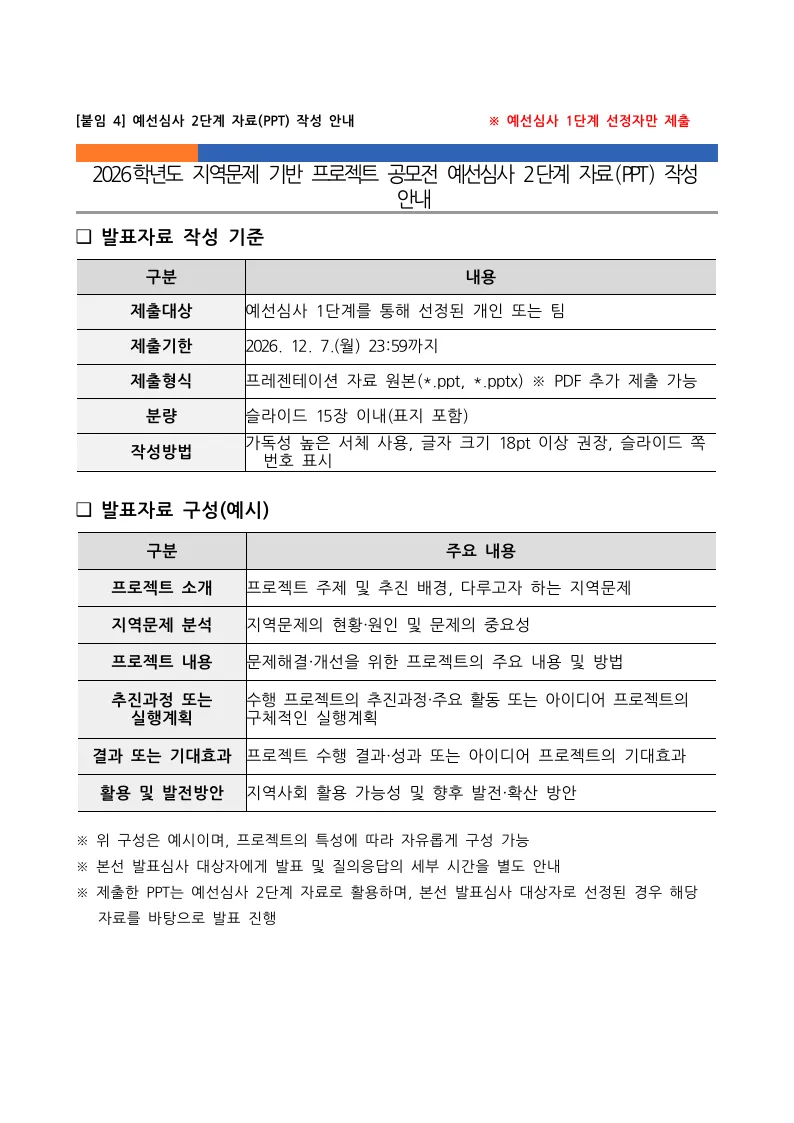 [붙임 4] 예선심사 2단계 자료(PPT) 작성 안내 ※ 예선심사 1단계 선정자만 제출
2026학년도 지역문제 기반 프로젝트 공모전 예선심사 2단계 자료(PPT) 작성
안내
❑ 발표자료 작성 기준
구분 내용
제출대상 예선심사 1단계를 통해 선정된 개인 또는 팀
제출기한 2026. 12. 7.(월) 23:59까지
제출형식 프레젠테이션 자료 원본(*.ppt, *.pptx) ※ PDF 추가 제출 가능
분량 슬라이드 15장 이내(표지 포함)
작성방법 가독성 높은 서체 사용, 글자 크기 18pt 이상 권장, 슬라이드 쪽
번호 표시
❑ 발표자료 구성(예시)
구분 주요 내용
프로젝트 소개 프로젝트 주제 및 추진 배경, 다루고자 하는 지역문제
지역문제 분석 지역문제의 현황·원인 및 문제의 중요성
프로젝트 내용 문제해결·개선을 위한 프로젝트의 주요 내용 및 방법
추진과정 또는 수행 프로젝트의 추진과정·주요 활동 또는 아이디어 프로젝트의
실행계획 구체적인 실행계획
결과 또는 기대효과 프로젝트 수행 결과·성과 또는 아이디어 프로젝트의 기대효과
활용 및 발전방안 지역사회 활용 가능성 및 향후 발전·확산 방안
※ 위 구성은 예시이며, 프로젝트의 특성에 따라 자유롭게 구성 가능
※ 본선 발표심사 대상자에게 발표 및 질의응답의 세부 시간을 별도 안내
※ 제출한 PPT는 예선심사 2단계 자료로 활용하며, 본선 발표심사 대상자로 선정된 경우 해당
자료를 바탕으로 발표 진행